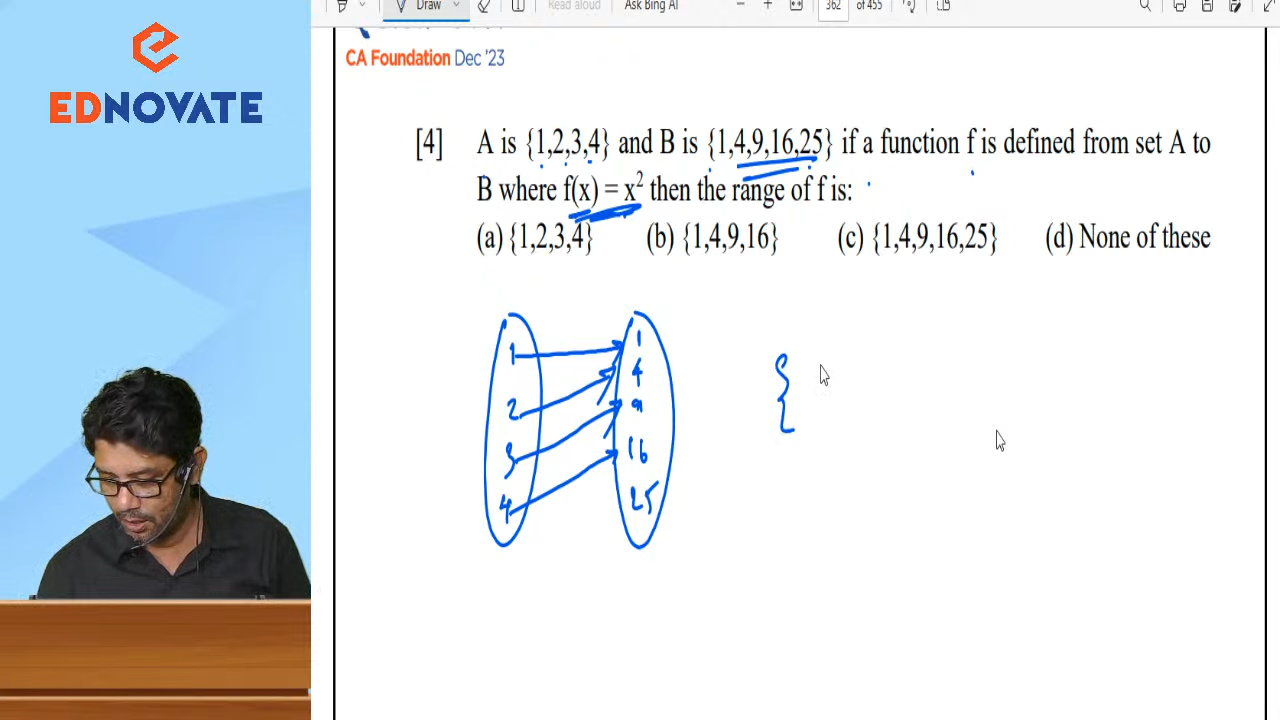 Draw
Read aloud
Ask Bing AI
362 of 455
EDNOVATE
CA Foundation Dec '23
[4] A is {1,2,3,4} and B is {1,4,9,16,25} if a function f is defined from set A to
B where f(x) = x² then the range of f is:
(a) {1,2,3,4} (b) {1,4,9,16} (c) {1,4,9,16,25} (d) None of these
1 1
2 4
3 9
4 16
25
{